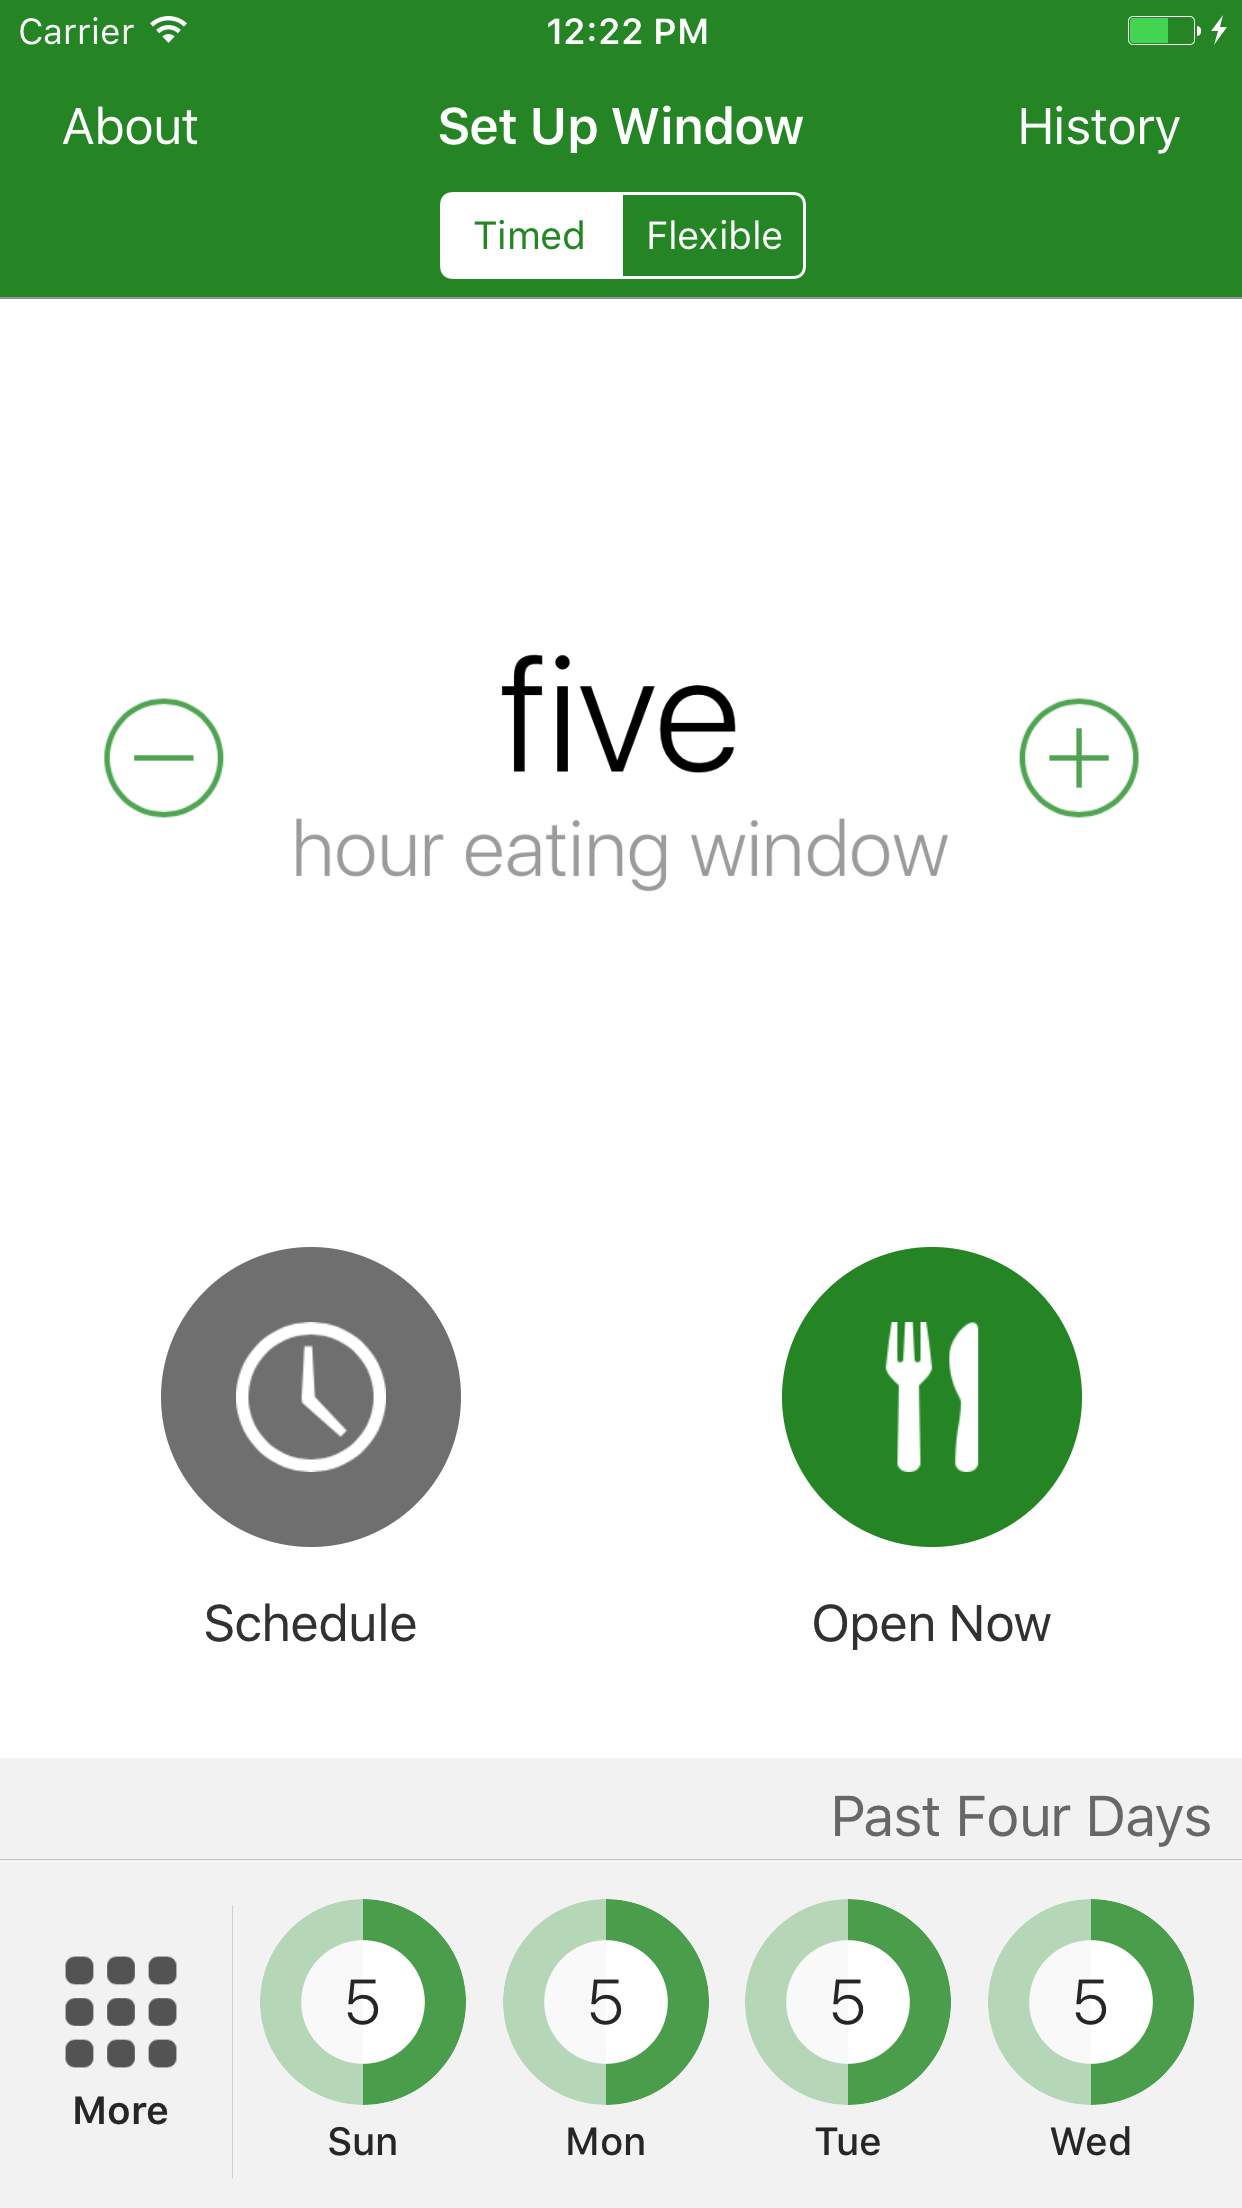 Carrier 12:22 PM
About Set Up Window History
Timed Flexible
five
hour eating window
Schedule Open Now
Past Four Days
5 5 5 5
More
Sun Mon Tue Wed